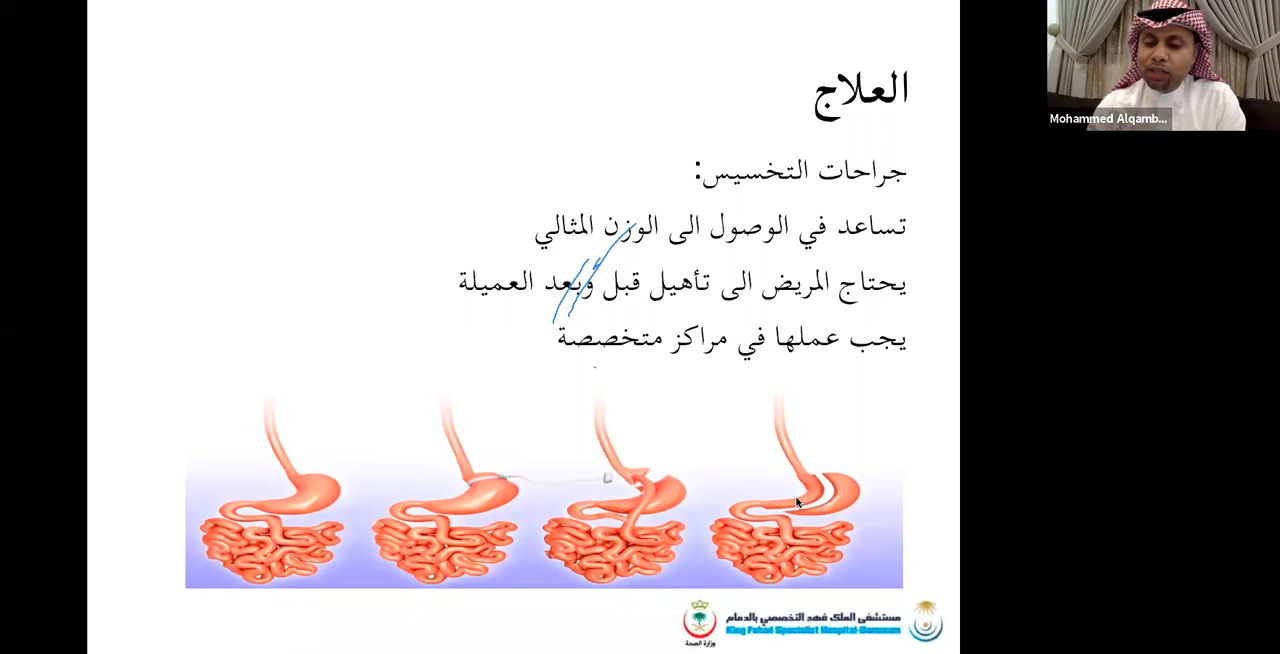 العلاج
جراحات التخسيس:
تساعد في الوصول الى الوزن المثالي
يحتاج المريض الى تأهيل قبل وبعد العميلة
يجب عملها في مراكز متخصصة
مستشفى الملك فهد التخصصي بالدمام
King Fahad Specialist Hospital-Dammam
وزارة الصحة
Mohammed Alqamb...